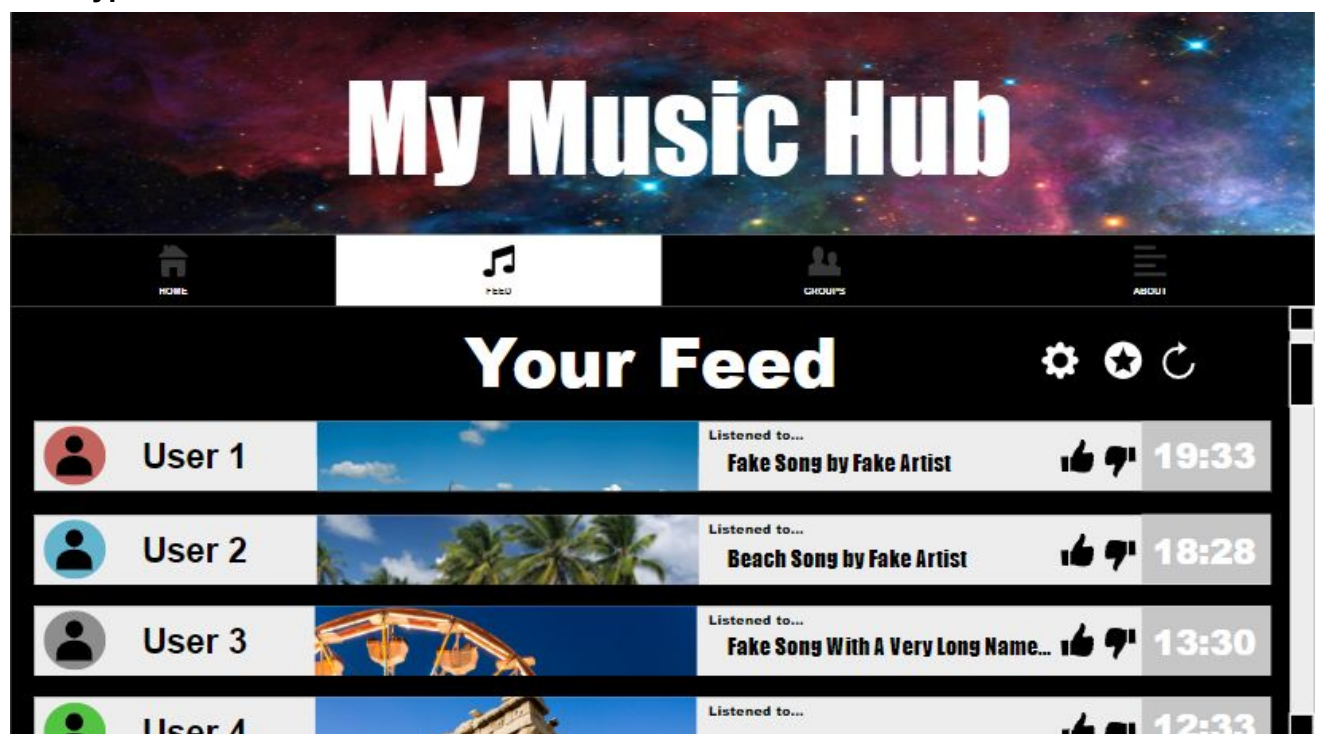 My Music Hub
HOME FEED GROUPS ABOUT
Your Feed
User 1
Listened to...
Fake Song by Fake Artist
19:33
User 2
Listened to...
Beach Song by Fake Artist
18:28
User 3
Listened to...
Fake Song With A Very Long Name...
13:30
User 4
Listened to...
12:33